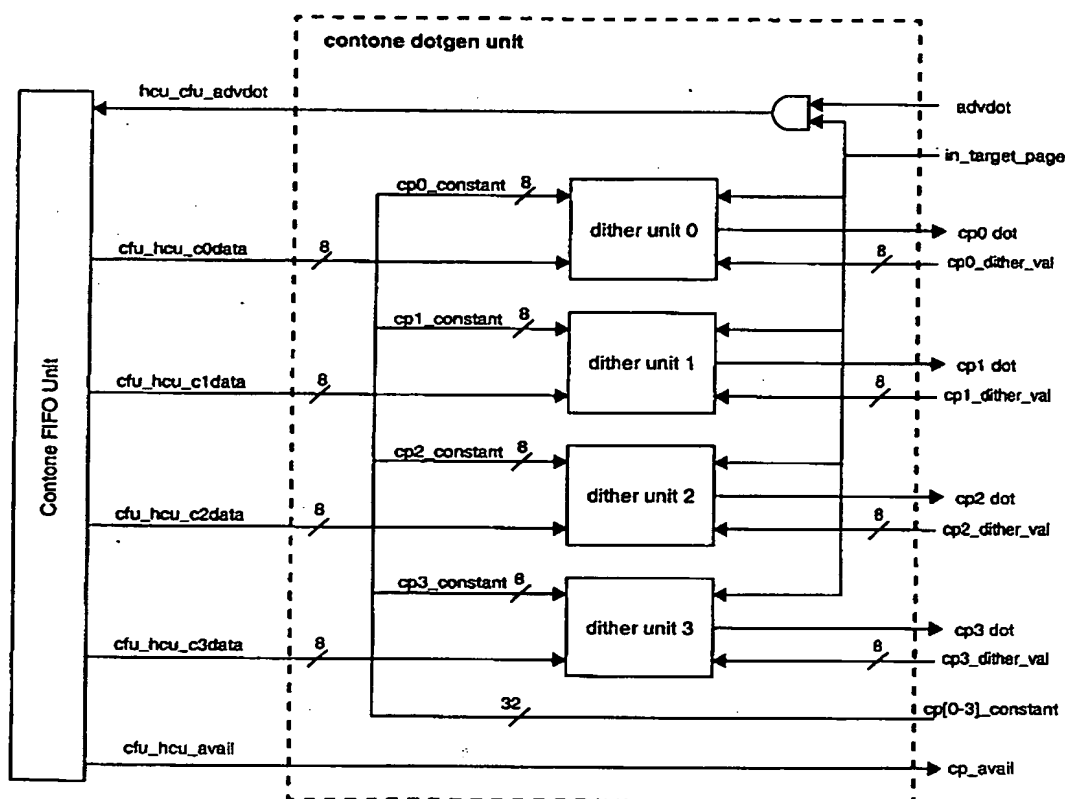 contone dotgen unit
hcu_cfu_advdot
advdot
in_target_page
cp0_constant 8
dither unit 0
cp0 dot
cfu_hcu_c0data 8
8 cp0_dither_val
cp1_constant 8
dither unit 1
cp1 dot
cfu_hcu_c1data 8
8 cp1_dither_val
Contone FIFO Unit
cp2_constant 8
dither unit 2
cp2 dot
cfu_hcu_c2data 8
8 cp2_dither_val
cp3_constant 8
dither unit 3
cp3 dot
cfu_hcu_c3data 8
8 cp3_dither_val
32 cp[0-3]_constant
cfu_hcu_avail
cp_avail